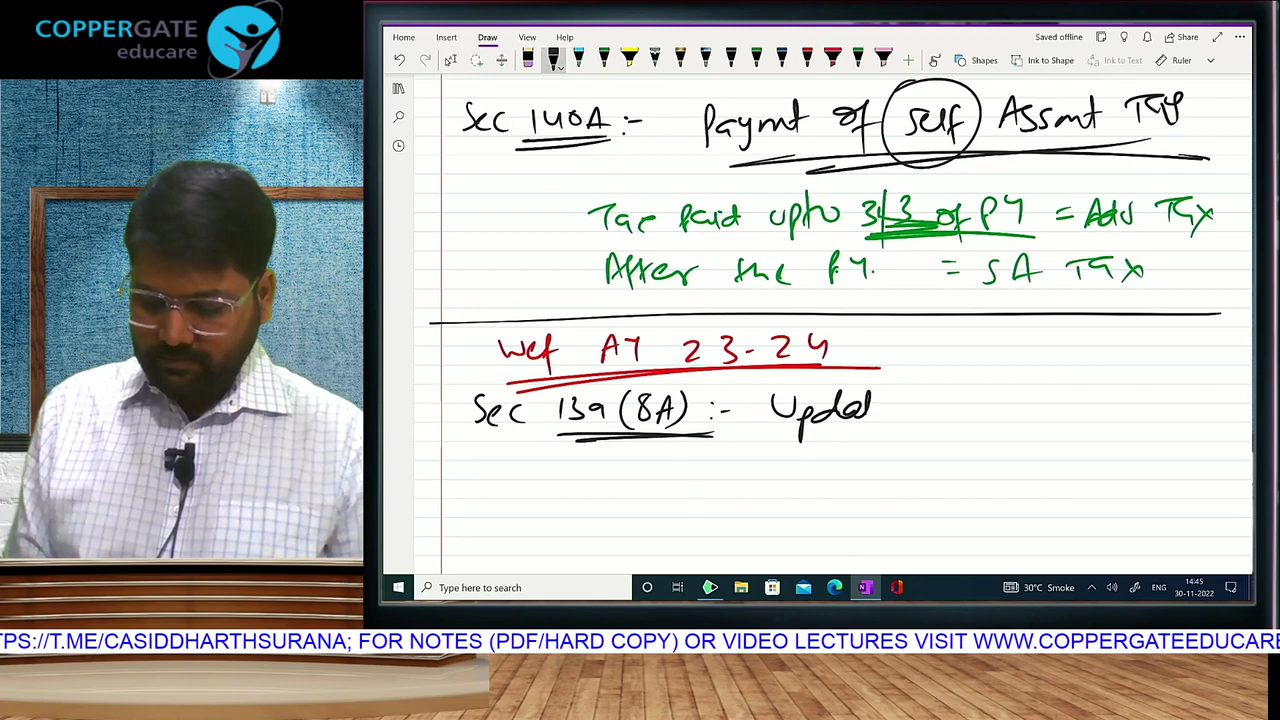 COPPERGATE
educare
Home Insert Draw View Help
Saved offline
Share
Shapes
Ink to Shape
Ink to Text
Ruler
Sec 140A :- Paymt of self Assmt Tax
Tax Paid upto 31/3 of P Y = Adv Tax
After the P.Y. = S A Tax
Wef AY 23-24
Sec 139(8A) :- Updat
Type here to search
30°C Smoke
ENG
14:45
30-11-2022
TPS://T.ME/CASIDDHARTHSURANA; FOR NOTES (PDF/HARD COPY) OR VIDEO LECTURES VISIT WWW.COPPERGATEEDUCARE